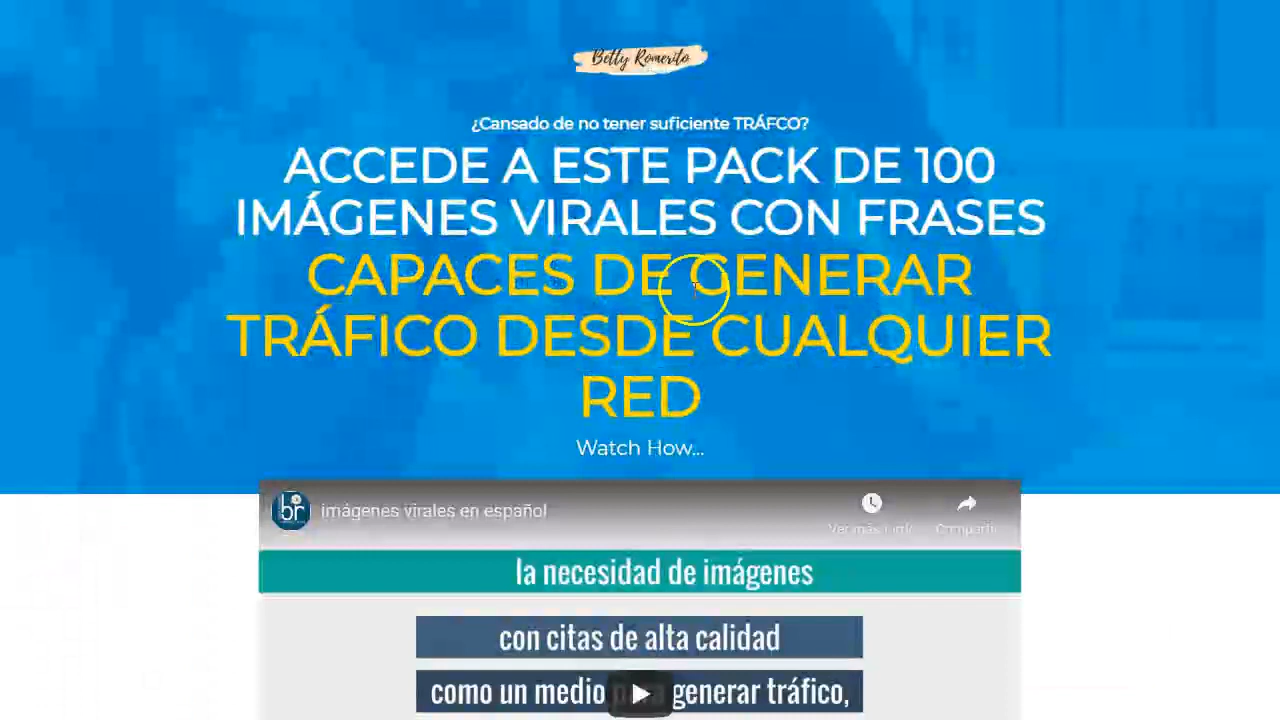 Betty Romerito
¿Cansado de no tener suficiente TRÁFCO?
ACCEDE A ESTE PACK DE 100
IMÁGENES VIRALES CON FRASES
CAPACES DE GENERAR
TRÁFICO DESDE CUALQUIER
RED
Watch How...
br
imágenes virales en español
Ver más tarde
Compartir
la necesidad de imágenes
con citas de alta calidad
como un medio para generar tráfico,